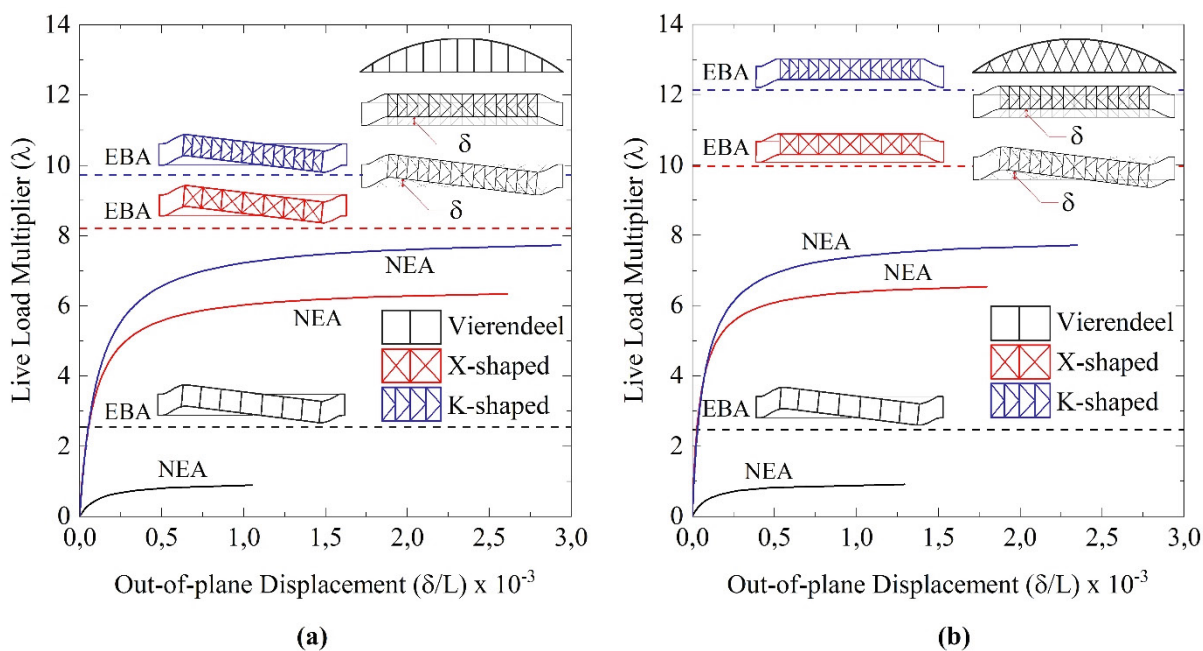 Live Load Multiplier (λ)
14
12
10
8
6
4
2
0
EBA
EBA
δ
δ
NEA
NEA
Vierendeel
X-shaped
K-shaped
EBA
NEA
0,0 0,5 1,0 1,5 2,0 2,5 3,0
Out-of-plane Displacement (δ/L) x 10-3
(a)
Live Load Multiplier (λ)
14
12
10
8
6
4
2
0
EBA
EBA
δ
δ
NEA
NEA
Vierendeel
X-shaped
K-shaped
EBA
NEA
0,0 0,5 1,0 1,5 2,0 2,5 3,0
Out-of-plane Displacement (δ/L) x 10-3
(b)